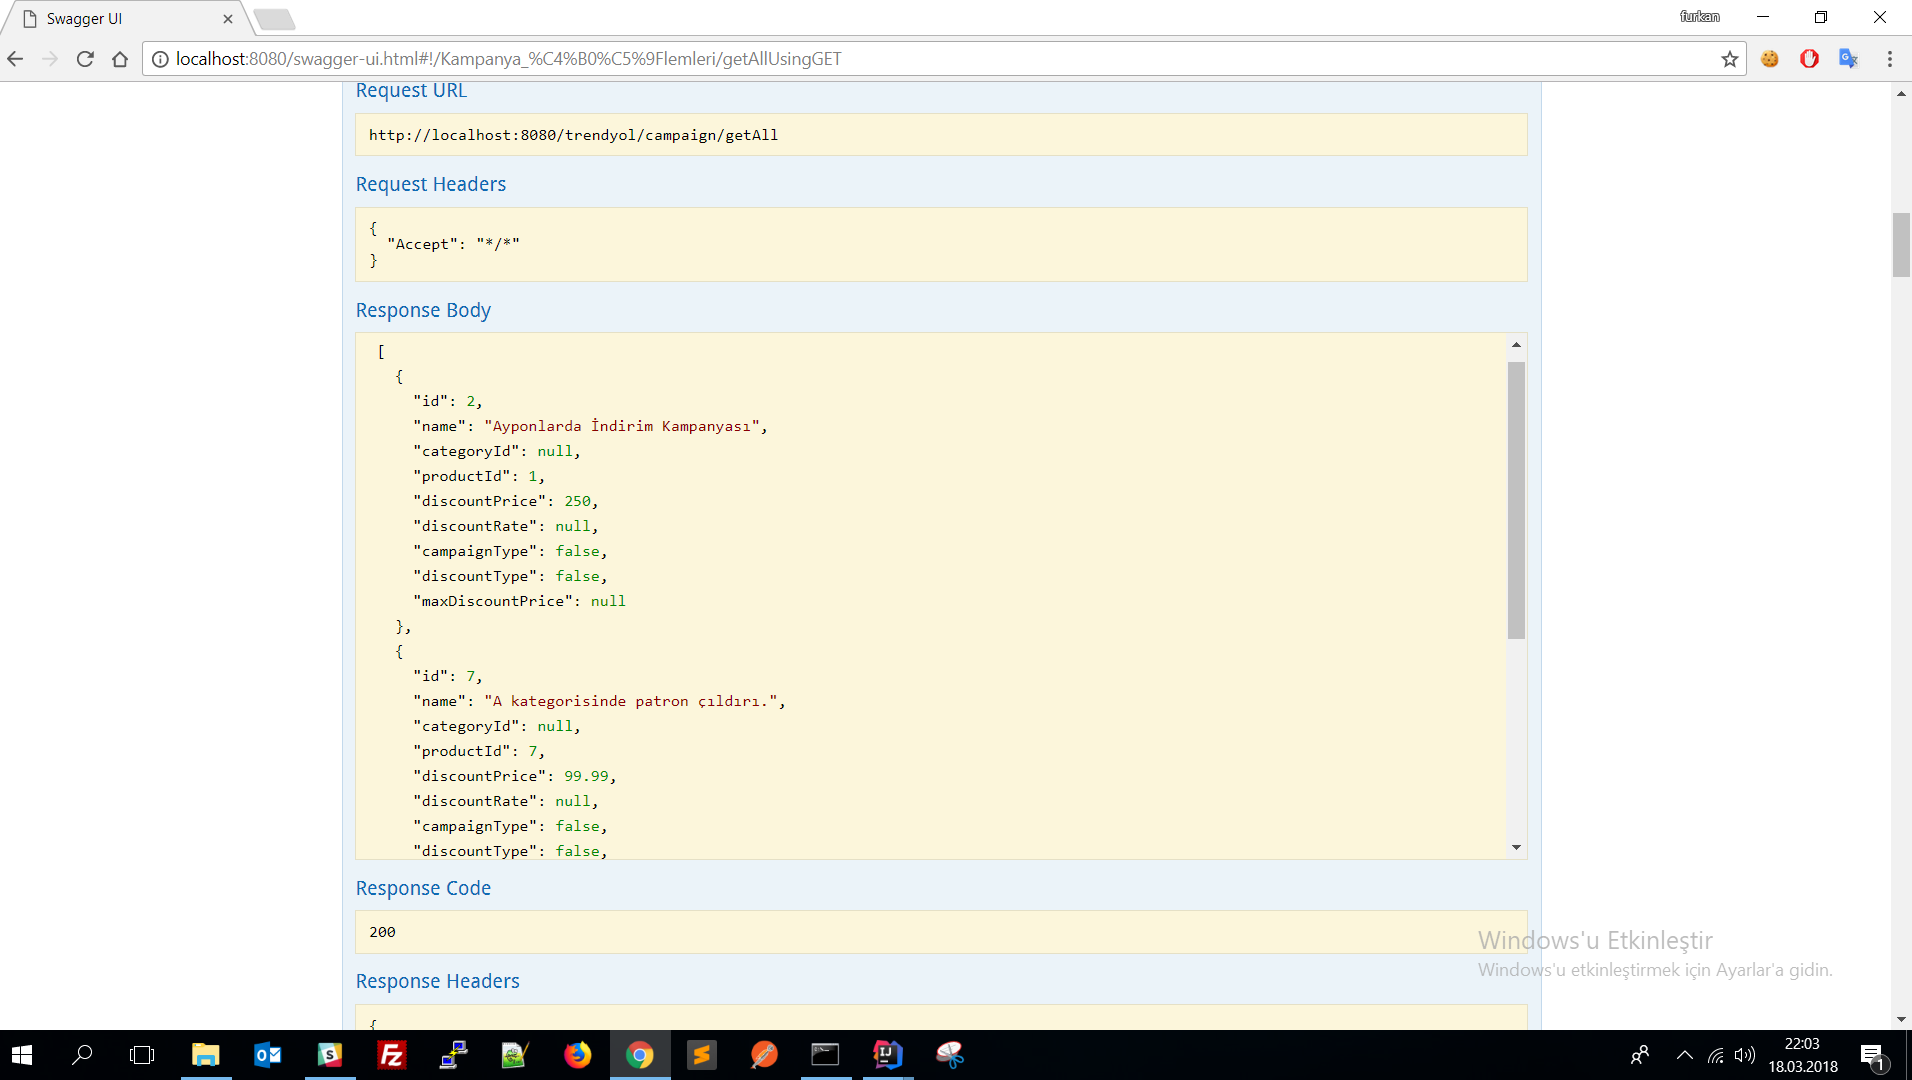 Swagger UI
furkan
localhost:8080/swagger-ui.html#!/Kampanya_%C4%B0%C5%9Flemleri/getAllUsingGET
Request URL
http://localhost:8080/trendyol/campaign/getAll
Request Headers
{
"Accept": "*/*"
}
Response Body
[
{
"id": 2,
"name": "Ayponlarda İndirim Kampanyası",
"categoryId": null,
"productId": 1,
"discountPrice": 250,
"discountRate": null,
"campaignType": false,
"discountType": false,
"maxDiscountPrice": null
},
{
"id": 7,
"name": "A kategorisinde patron çıldırı.",
"categoryId": null,
"productId": 7,
"discountPrice": 99.99,
"discountRate": null,
"campaignType": false,
"discountType": false,
Response Code
200
Windows'u Etkinleştir
Windows'u etkinleştirmek için Ayarlar'a gidin.
Response Headers
{
22:03
18.03.2018
1